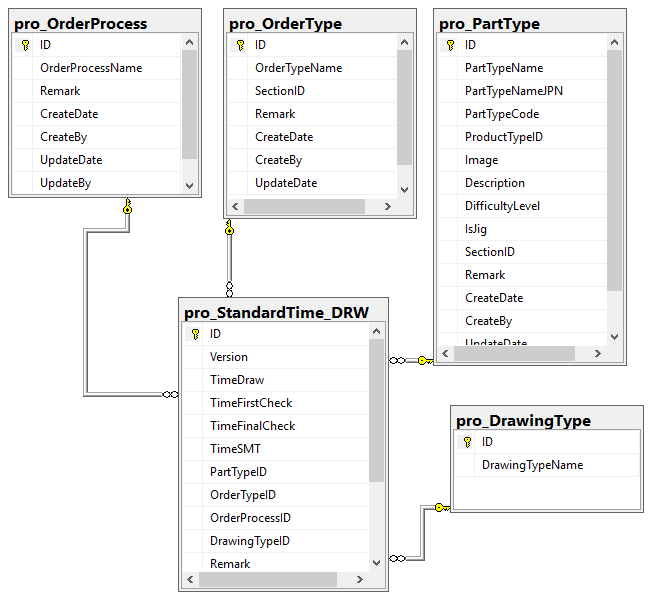 pro_OrderProcess
ID
OrderProcessName
Remark
CreateDate
CreateBy
UpdateDate
UpdateBy
pro_OrderType
ID
OrderTypeName
SectionID
Remark
CreateDate
CreateBy
UpdateDate
pro_PartType
ID
PartTypeName
PartTypeNameJPN
PartTypeCode
ProductTypeID
Image
Description
DifficultyLevel
IsJig
SectionID
Remark
CreateDate
CreateBy
UpdateDate
pro_StandardTime_DRW
ID
Version
TimeDraw
TimeFirstCheck
TimeFinalCheck
TimeSMT
PartTypeID
OrderTypeID
OrderProcessID
DrawingTypeID
Remark
pro_DrawingType
ID
DrawingTypeName